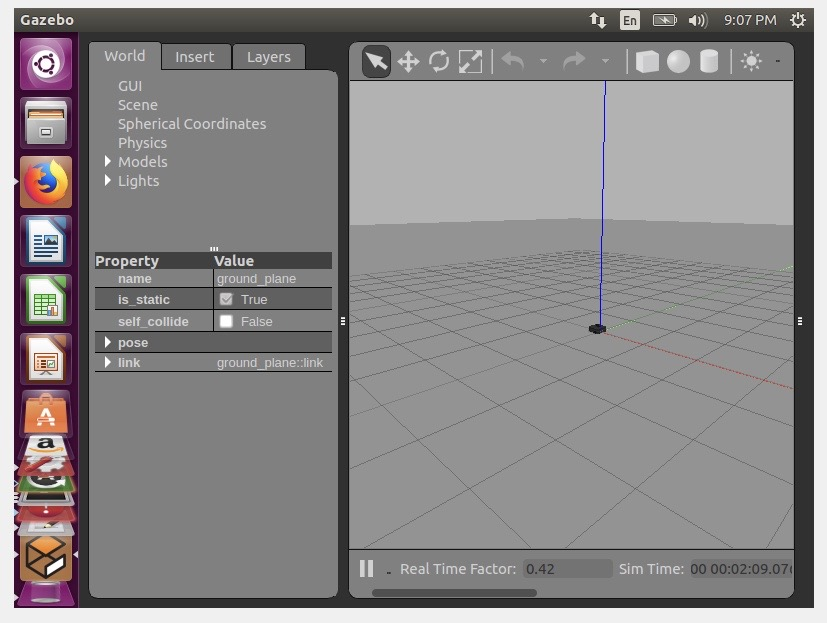 Gazebo
En
9:07 PM
World Insert Layers
GUI
Scene
Spherical Coordinates
Physics
Models
Lights
Property Value
name ground_plane
is_static True
self_collide False
pose
link ground_plane::link
Real Time Factor: 0.42 Sim Time: 00 00:02:09.07